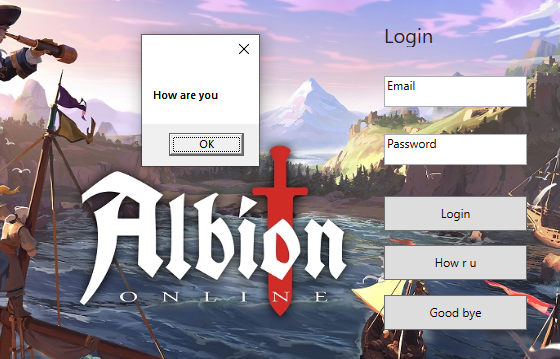 Login
How are you
Email
OK
Password
Albion
ONLINE
Login
How r u
Good bye